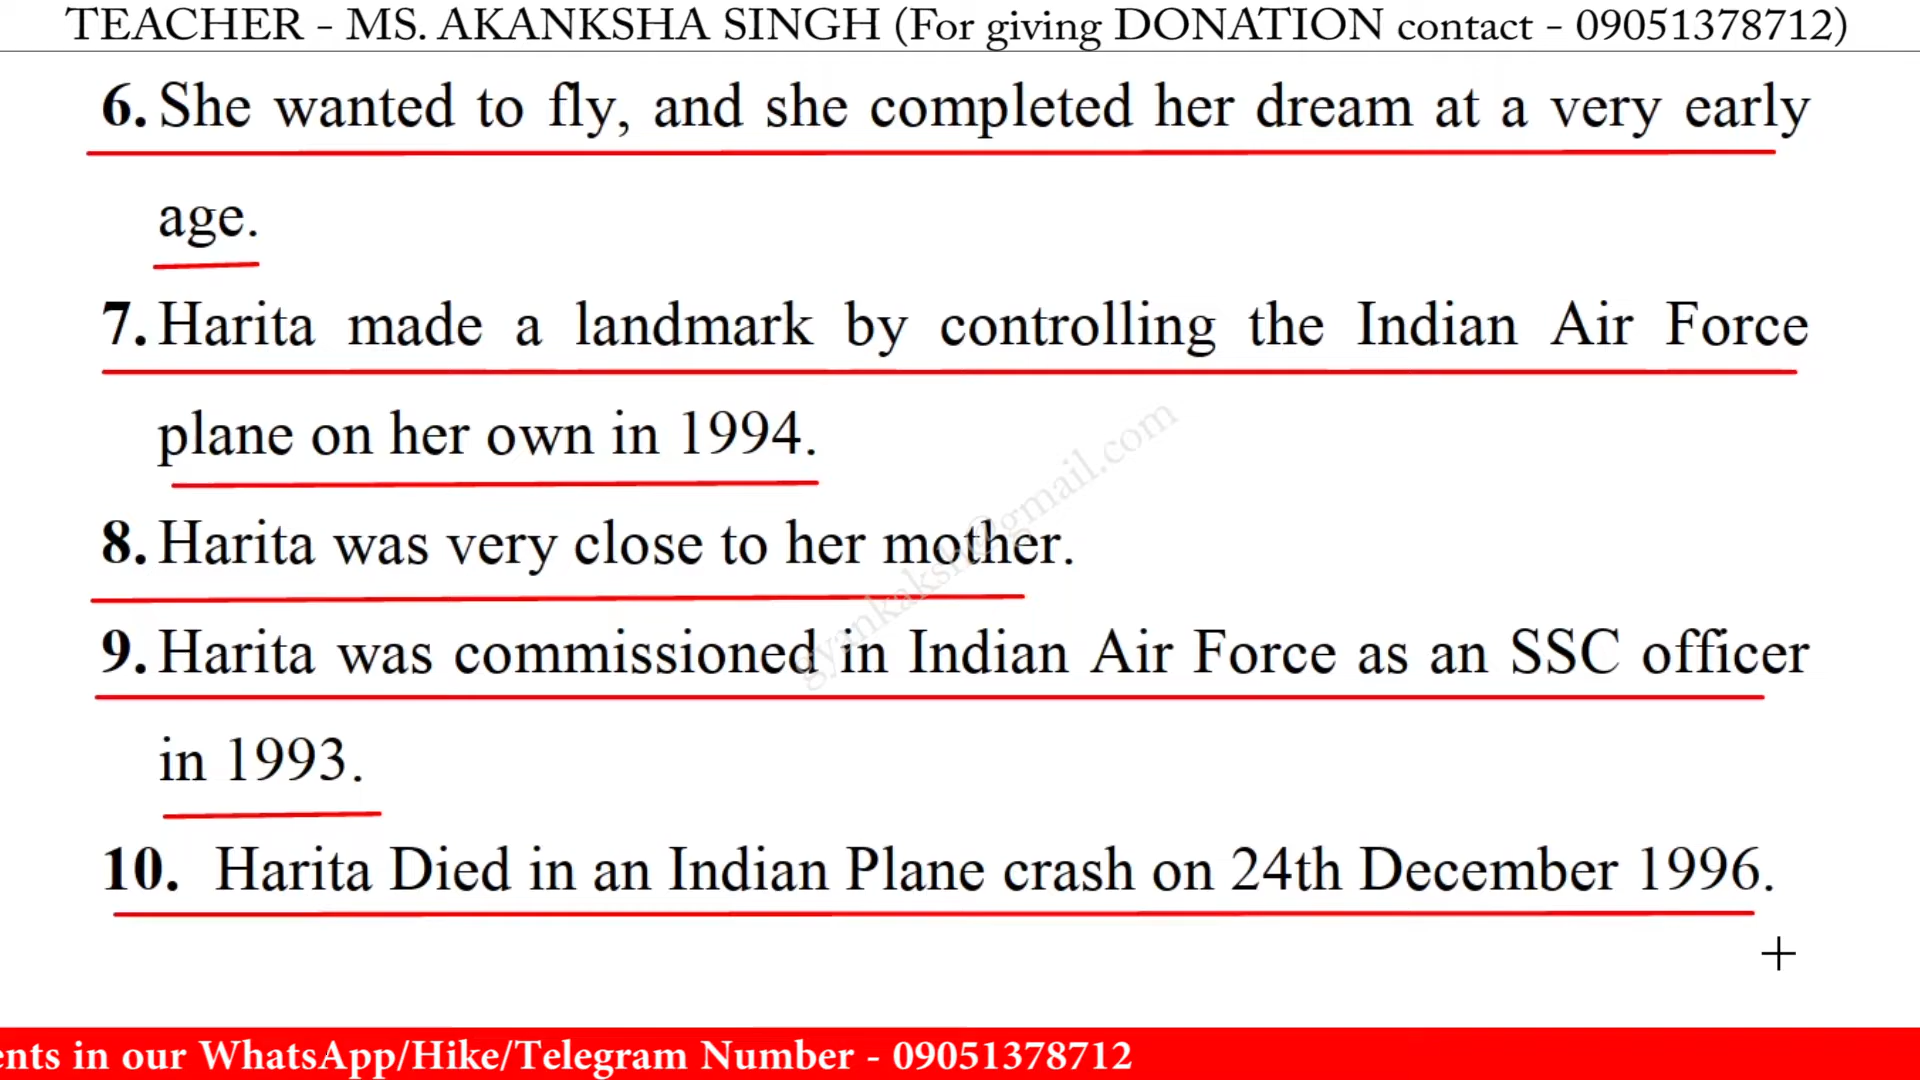 TEACHER - MS. AKANKSHA SINGH (For giving DONATION contact - 09051378712)
6. She wanted to fly, and she completed her dream at a very early
age.
7. Harita made a landmark by controlling the Indian Air Force
plane on her own in 1994.
8. Harita was very close to her mother.
9. Harita was commissioned in Indian Air Force as an SSC officer
in 1993.
10. Harita Died in an Indian Plane crash on 24th December 1996.
gyankaksh@gmail.com
ents in our WhatsApp/Hike/Telegram Number - 09051378712